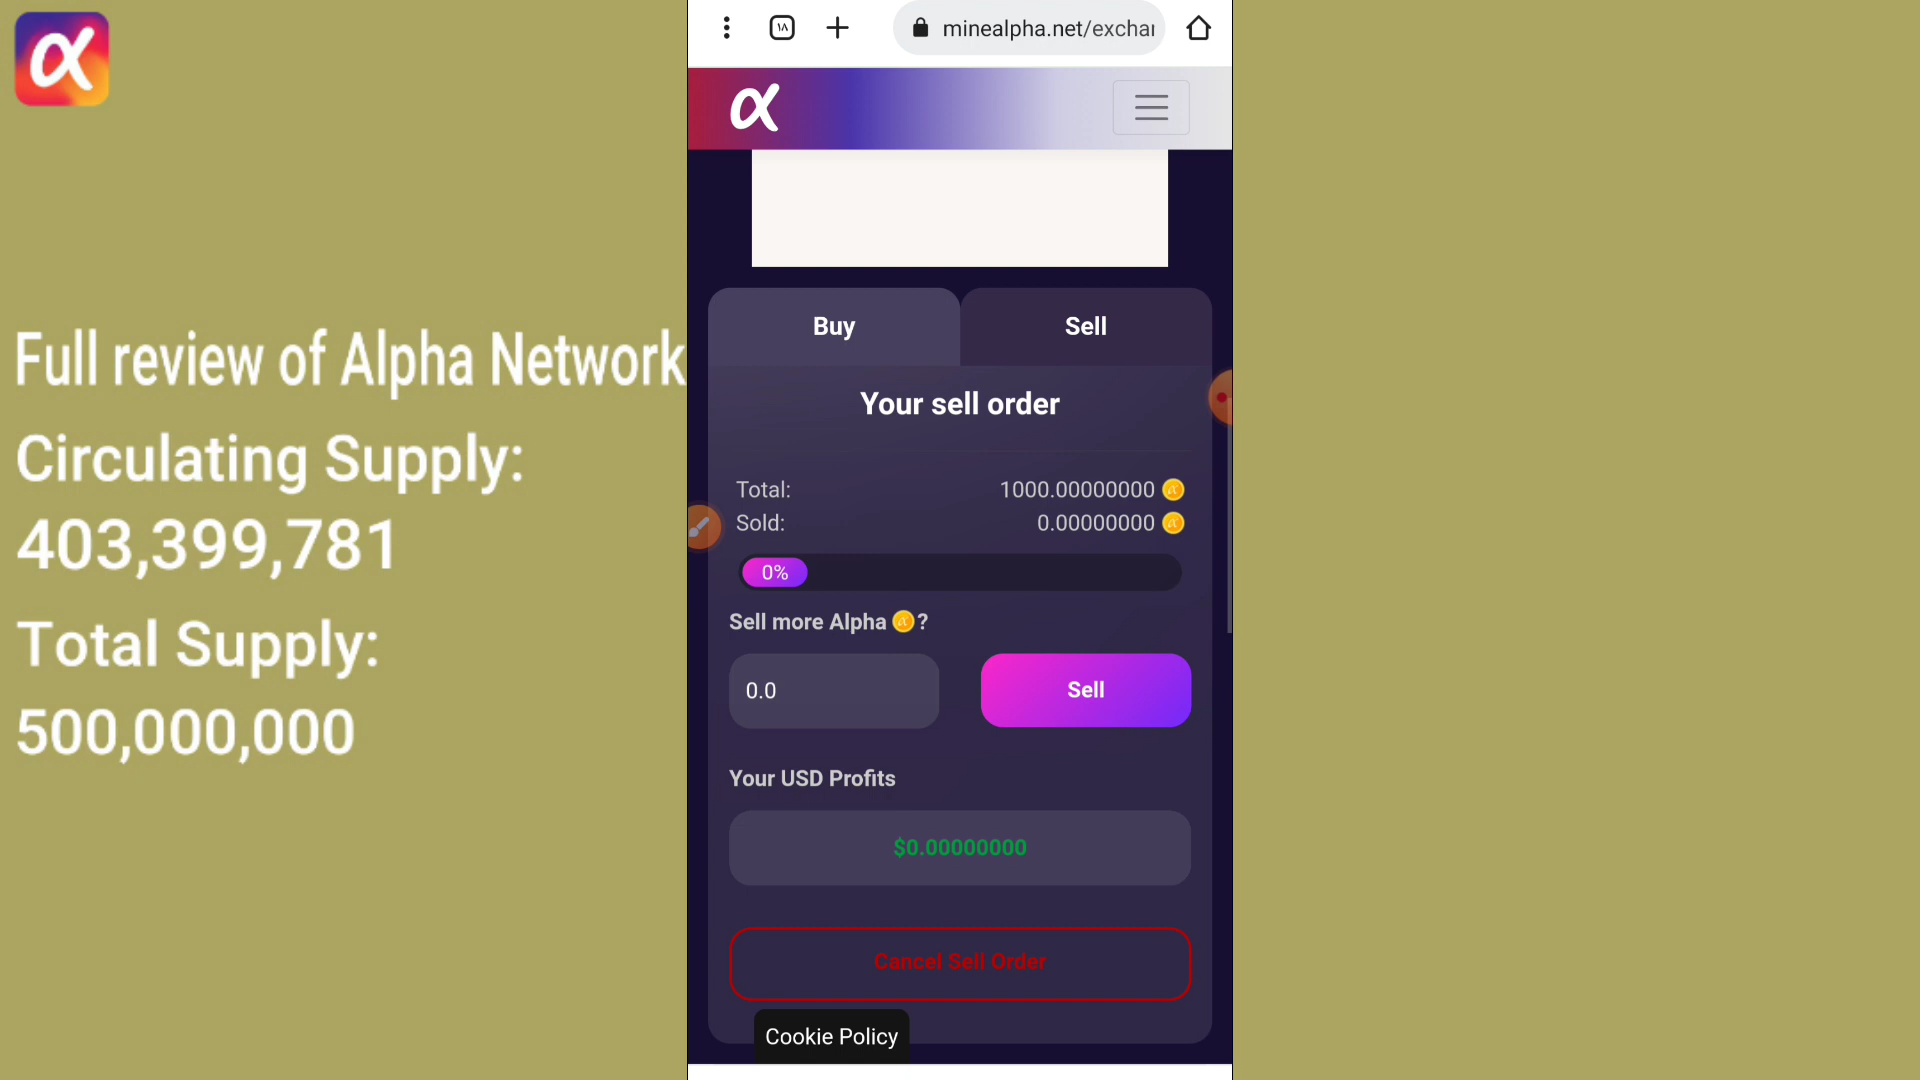 α
Full review of Alpha Network
Circulating Supply:
403,399,781
Total Supply:
500,000,000
minealpha.net/exchar
α
Buy
Sell
Your sell order
Total:
1000.00000000
Sold:
0.00000000
0%
Sell more Alpha ?
0.0
Sell
Your USD Profits
$0.00000000
Cancel Sell Order
Cookie Policy